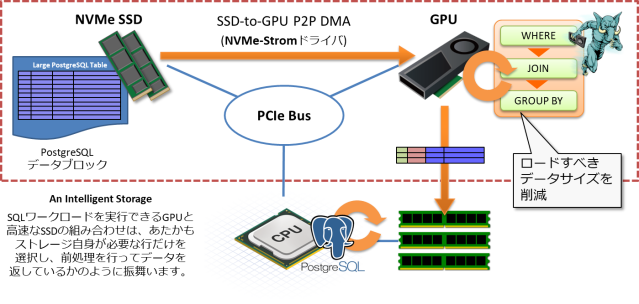 NVMe SSD
SSD-to-GPU P2P DMA
(NVMe-Stromドライバ)
GPU
WHERE
JOIN
GROUP BY
Large PostgreSQL Table
PCIe Bus
PostgreSQL
データブロック
ロードすべき
データサイズを
削減
An Intelligent Storage
SQLワークロードを実行できるGPUと
高速なSSDの組み合わせは、あたかも
ストレージ自身が必要な行だけを
選択し、前処理を行ってデータを
返しているかのように振舞います。
CPU
PostgreSQL